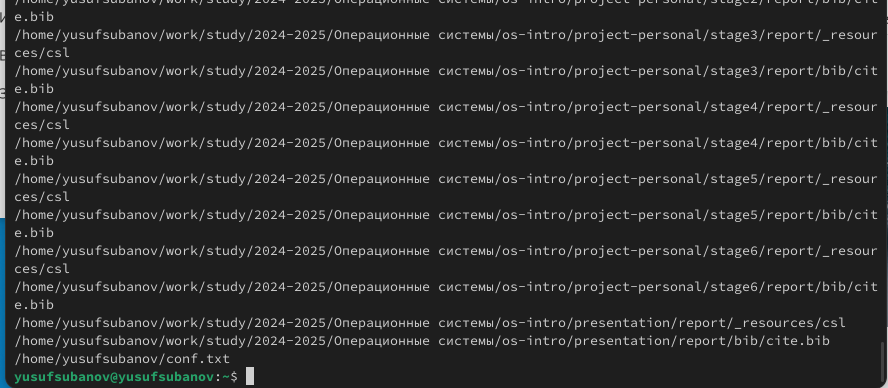 /home/yusufsubanov/work/study/2024-2025/Операционные системы/os-intro/project-personal/stage2/report/bib/cit
e.bib
/home/yusufsubanov/work/study/2024-2025/Операционные системы/os-intro/project-personal/stage3/report/_resour
ces/csl
/home/yusufsubanov/work/study/2024-2025/Операционные системы/os-intro/project-personal/stage3/report/bib/cit
e.bib
/home/yusufsubanov/work/study/2024-2025/Операционные системы/os-intro/project-personal/stage4/report/_resour
ces/csl
/home/yusufsubanov/work/study/2024-2025/Операционные системы/os-intro/project-personal/stage4/report/bib/cit
e.bib
/home/yusufsubanov/work/study/2024-2025/Операционные системы/os-intro/project-personal/stage5/report/_resour
ces/csl
/home/yusufsubanov/work/study/2024-2025/Операционные системы/os-intro/project-personal/stage5/report/bib/cit
e.bib
/home/yusufsubanov/work/study/2024-2025/Операционные системы/os-intro/project-personal/stage6/report/_resour
ces/csl
/home/yusufsubanov/work/study/2024-2025/Операционные системы/os-intro/project-personal/stage6/report/bib/cit
e.bib
/home/yusufsubanov/work/study/2024-2025/Операционные системы/os-intro/presentation/report/_resources/csl
/home/yusufsubanov/work/study/2024-2025/Операционные системы/os-intro/presentation/report/bib/cite.bib
/home/yusufsubanov/conf.txt
yusufsubanov@yusufsubanov:~$